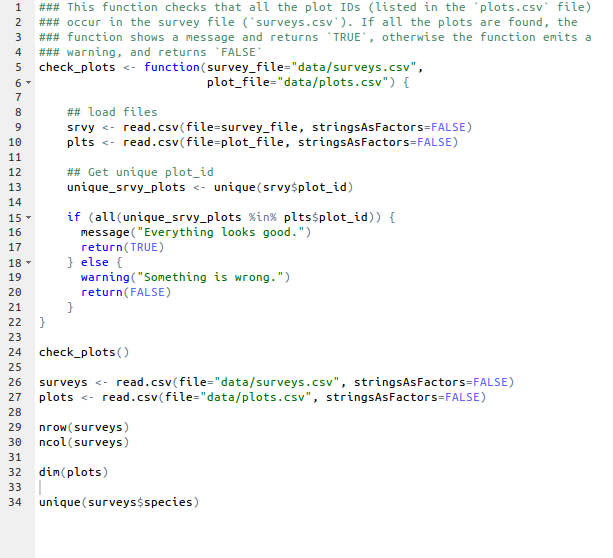 1 ### This function checks that all the plot IDs (listed in the `plots.csv` file)
2 ### occur in the survey file (`surveys.csv`). If all the plots are found, the
3 ### function shows a message and returns `TRUE`, otherwise the function emits a
4 ### warning, and returns `FALSE`
5 check_plots <- function(survey_file="data/surveys.csv",
6                         plot_file="data/plots.csv") {
7
8     ## load files
9     srvy <- read.csv(file=survey_file, stringsAsFactors=FALSE)
10     plts <- read.csv(file=plot_file, stringsAsFactors=FALSE)
11
12     ## Get unique plot_id
13     unique_srvy_plots <- unique(srvy$plot_id)
14
15     if (all(unique_srvy_plots %in% plts$plot_id)) {
16       message("Everything looks good.")
17       return(TRUE)
18     } else {
19       warning("Something is wrong.")
20       return(FALSE)
21     }
22 }
23
24 check_plots()
25
26 surveys <- read.csv(file="data/surveys.csv", stringsAsFactors=FALSE)
27 plots <- read.csv(file="data/plots.csv", stringsAsFactors=FALSE)
28
29 nrow(surveys)
30 ncol(surveys)
31
32 dim(plots)
33
34 unique(surveys$species)